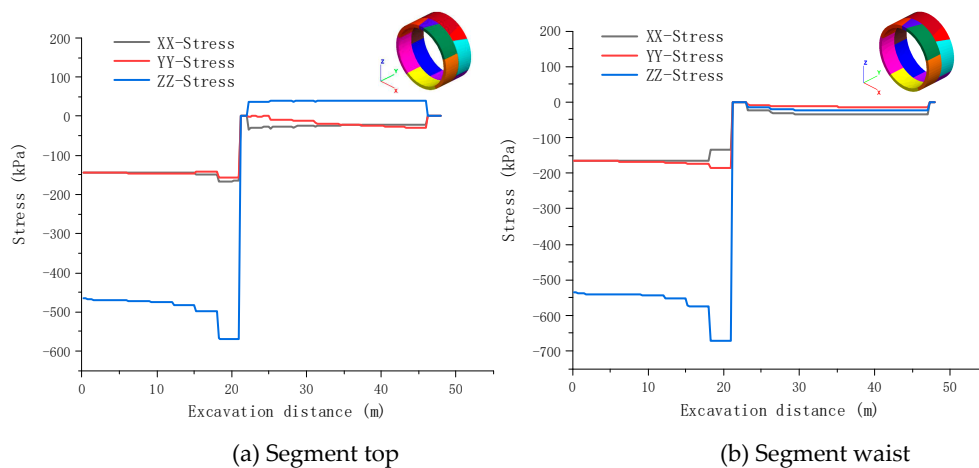 200
100
0
-100
-200
-300
-400
-500
-600
Stress (kPa)
XX-Stress
YY-Stress
ZZ-Stress
Z
Y
X
0
10
20
30
40
50
Excavation distance (m)
(a) Segment top
200
100
0
-100
-200
-300
-400
-500
-600
-700
Stress (kPa)
XX-Stress
YY-Stress
ZZ-Stress
Z
Y
X
0
10
20
30
40
50
Excavation distance (m)
(b) Segment waist